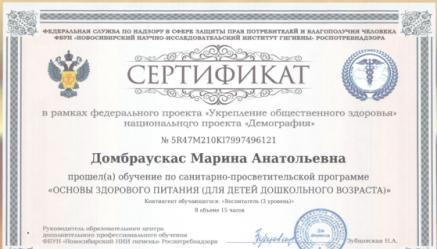 ФЕДЕРАЛЬНАЯ СЛУЖБА ПО НАДЗОРУ В СФЕРЕ ЗАЩИТЫ ПРАВ ПОТРЕБИТЕЛЕЙ И БЛАГОПОЛУЧИЯ ЧЕЛОВЕКА
ФБУН «НОВОСИБИРСКИЙ НАУЧНО-ИССЛЕДОВАТЕЛЬСКИЙ ИНСТИТУТ ГИГИЕНЫ» РОСПОТРЕБНАДЗОРА
СЕРТИФИКАТ
в рамках федерального проекта «Укрепление общественного здоровья»
национального проекта «Демография»
№ 5R47M210KI7997496121
Домбраускас Марина Анатольевна
прошел(а) обучение по санитарно-просветительской программе
«ОСНОВЫ ЗДОРОВОГО ПИТАНИЯ (ДЛЯ ДЕТЕЙ ДОШКОЛЬНОГО ВОЗРАСТА)»
Контингент обучающегося: «Воспитатель (3 уровень)»
В объеме 15 часов
Руководитель образовательного центра
дополнительного профессионального обучения
ФБУН «Новосибирский НИИ гигиены» Роспотребнадзора
Зубцовская Н.А.